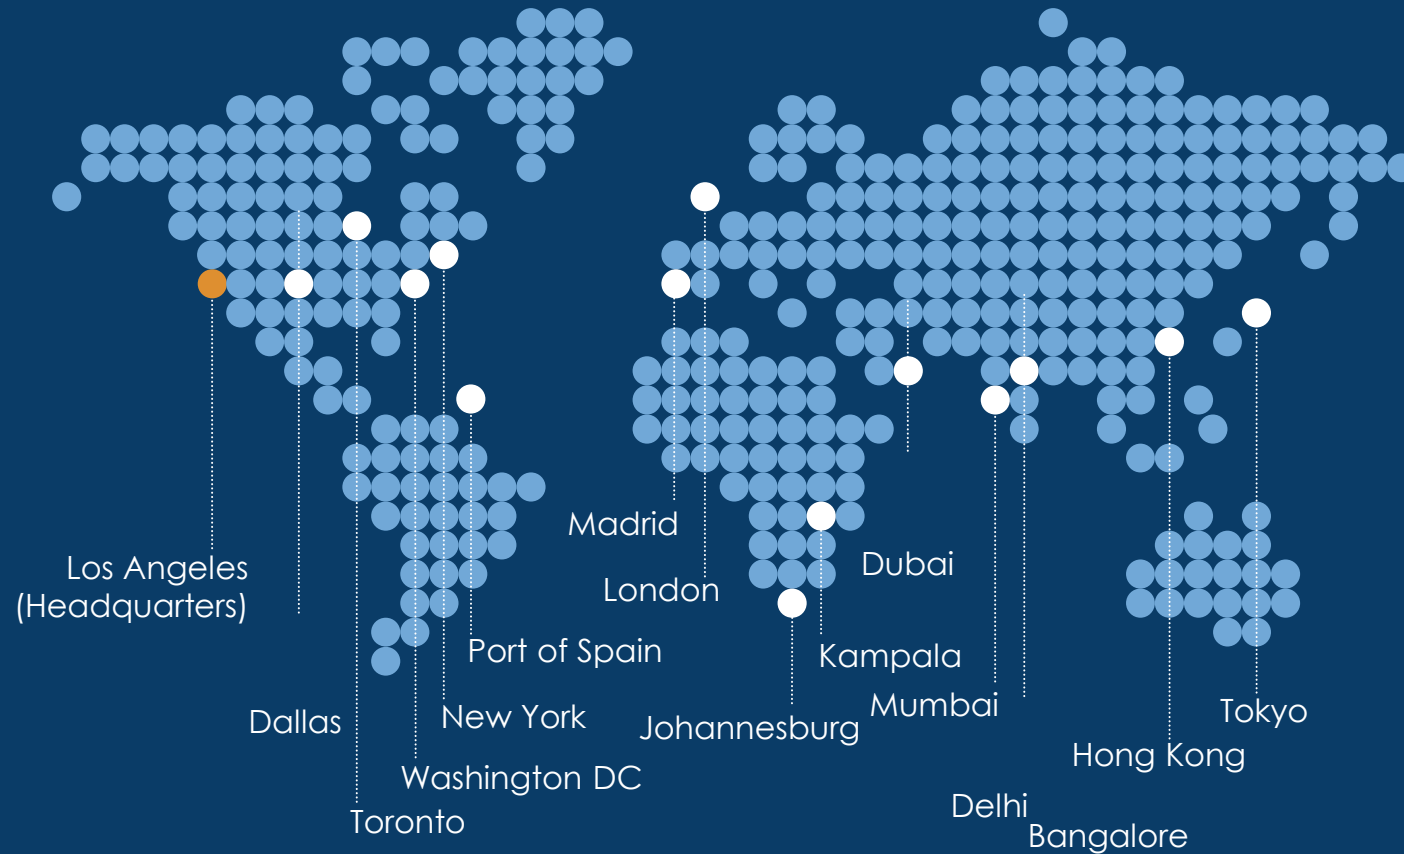 Madrid
Dubai
Los Angeles
(Headquarters)
London
Port of Spain
Kampala
Mumbai
Dallas
New York
Johannesburg
Tokyo
Hong Kong
Washington DC
Delhi
Toronto
Bangalore